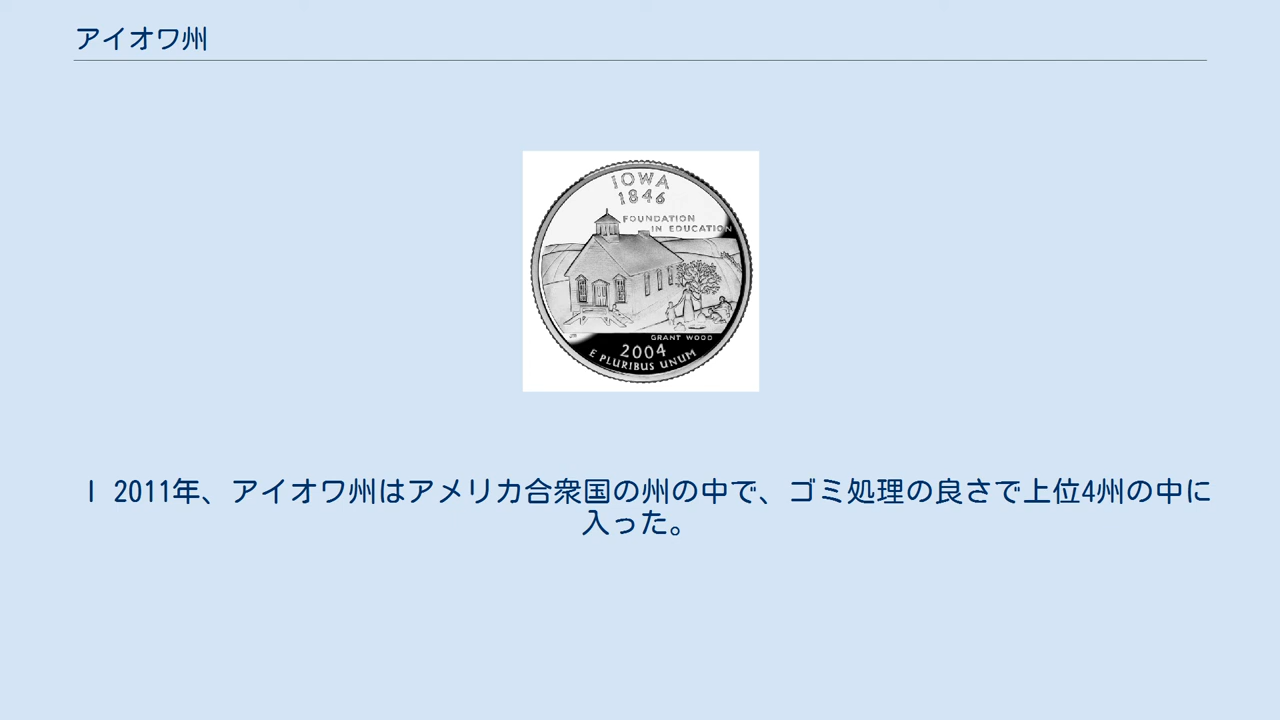 アイオワ州
IOWA
1846
FOUNDATION
IN EDUCATION
GRANT WOOD
2004
E PLURIBUS UNUM
l 2011年、アイオワ州はアメリカ合衆国の州の中で、ゴミ処理の良さで上位4州の中に
入った。